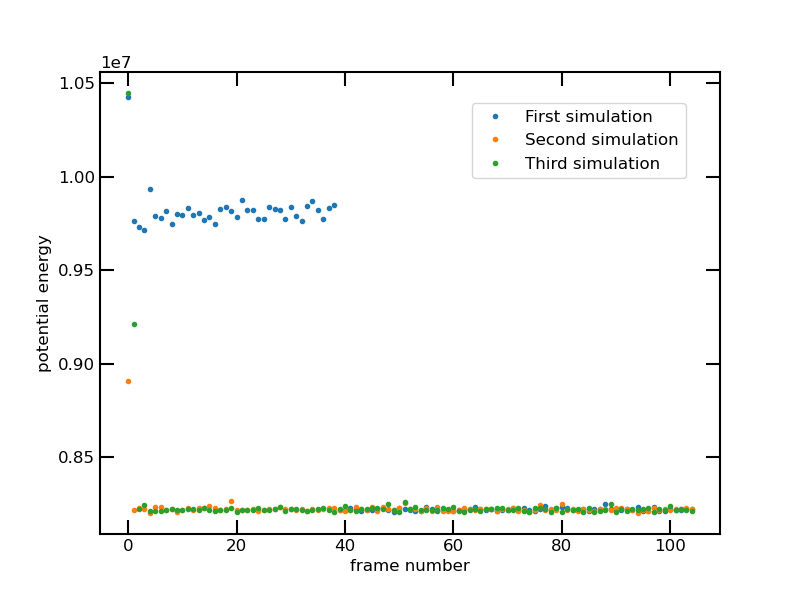 1e7
1.05
1.00
0.95
0.90
0.85
potential energy
First simulation
Second simulation
Third simulation
0 20 40 60 80 100
frame number